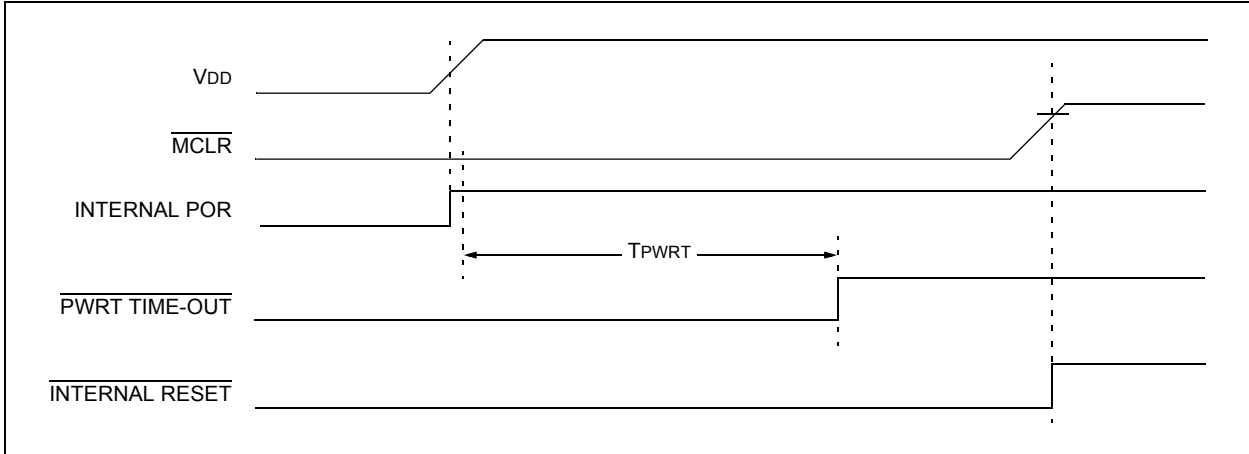 VDD
MCLR
INTERNAL POR
TPWRT
PWRT TIME-OUT
INTERNAL RESET